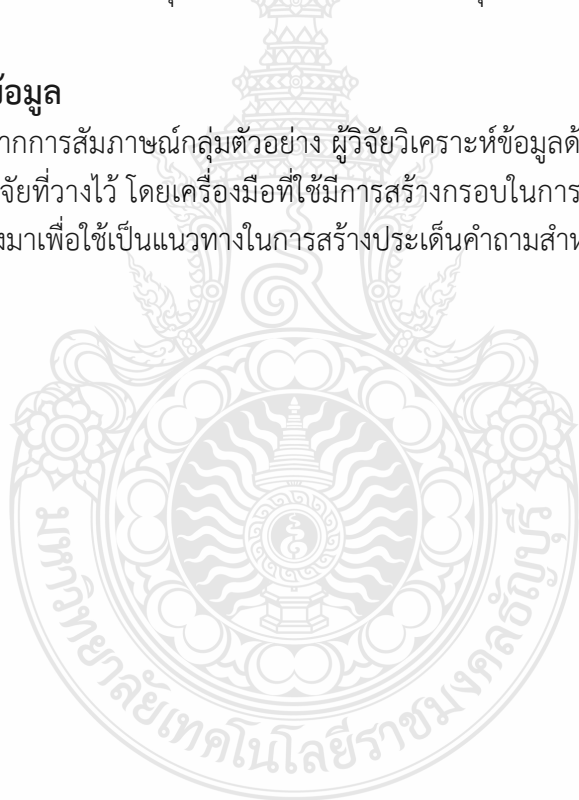 ข้อมูล
ากการสัมภาษณ์กลุ่มตัวอย่าง ผู้วิจัยวิเคราะห์ข้อมูลด้
จัยที่วางไว้ โดยเครื่องมือที่ใช้มีการสร้างกรอบในการ
งมาเพื่อใช้เป็นแนวทางในการสร้างประเด็นคำถามสำห
มหาวิทยาลัยเทคโนโลยีราชมงคลธัญบุรี